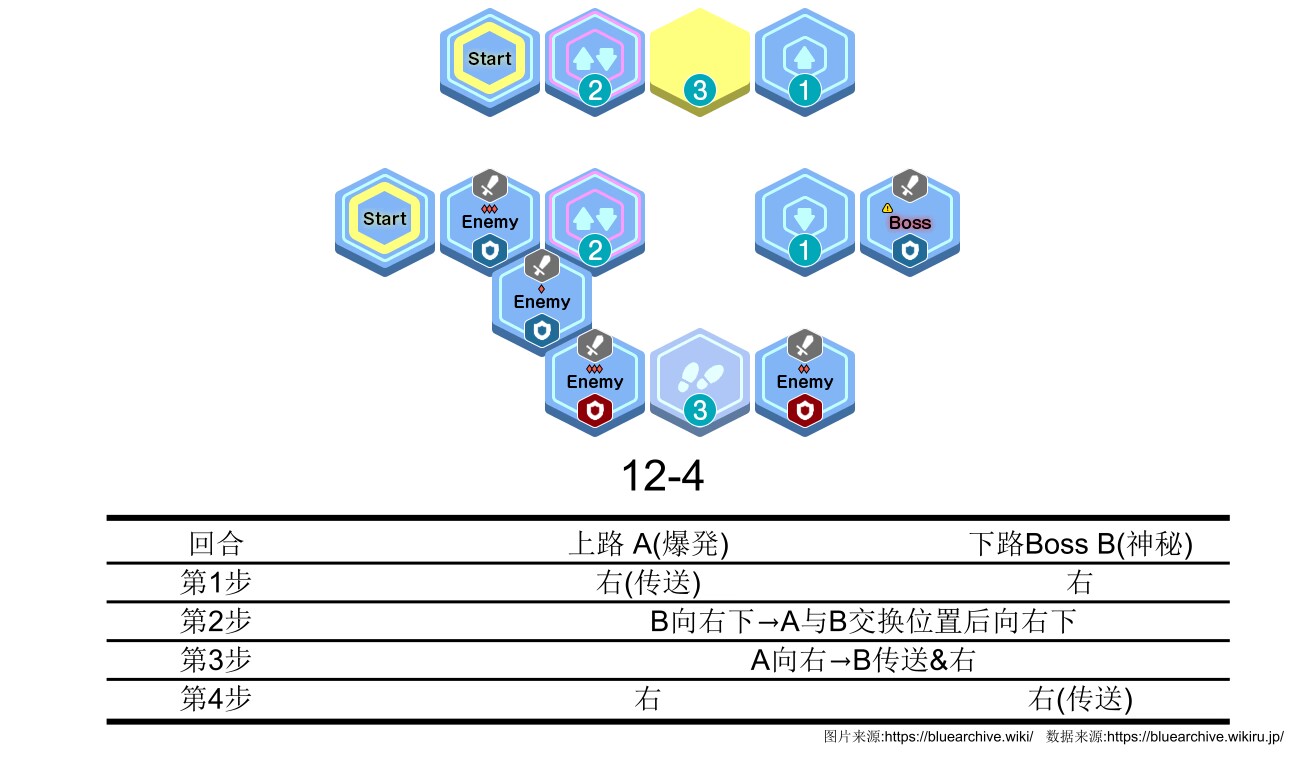 Start
2
3
1
Start
Enemy
2
1
Boss
Enemy
Enemy
3
Enemy
12-4
回合 上路 A(爆発) 下路Boss B(神秘)
第1步 右(传送) 右
第2步 B向右下→A与B交换位置后向右下
第3步 A向右→B传送&右
第4步 右 右(传送)
图片来源:https://bluearchive.wiki/ 数据来源:https://bluearchive.wikiru.jp/